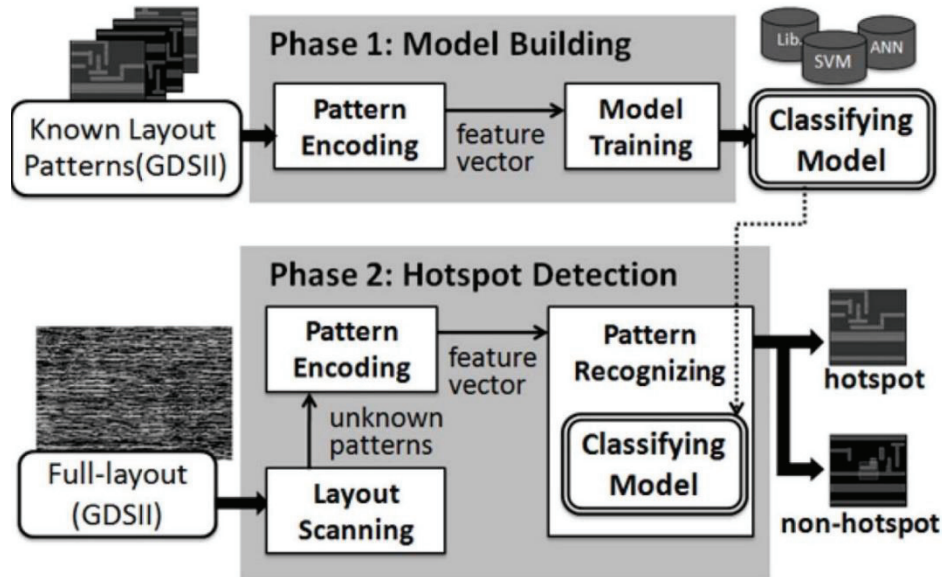 Phase 1: Model Building
Lib.
SVM
ANN
Known Layout
Patterns(GDSII)
Pattern
Encoding
feature
vector
Model
Training
Classifying
Model
Phase 2: Hotspot Detection
Full-layout
(GDSII)
Layout
Scanning
unknown
patterns
Pattern
Encoding
feature
vector
Pattern
Recognizing
Classifying
Model
hotspot
non-hotspot